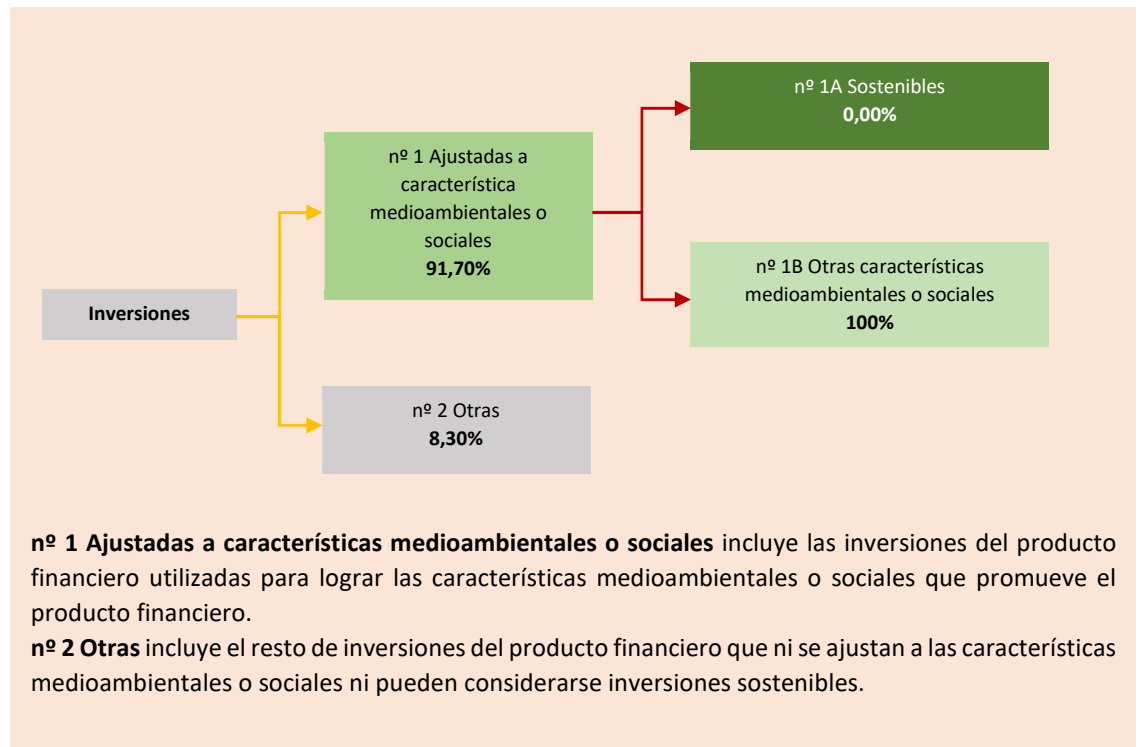 nº 1A Sostenibles
0,00%
nº 1 Ajustadas a
característica
medioambientales o
sociales
91,70%
nº 1B Otras características
medioambientales o sociales
100%
Inversiones
nº 2 Otras
8,30%
nº 1 Ajustadas a características medioambientales o sociales incluye las inversiones del producto
financiero utilizadas para lograr las características medioambientales o sociales que promueve el
producto financiero.
nº 2 Otras incluye el resto de inversiones del producto financiero que ni se ajustan a las características
medioambientales o sociales ni pueden considerarse inversiones sostenibles.